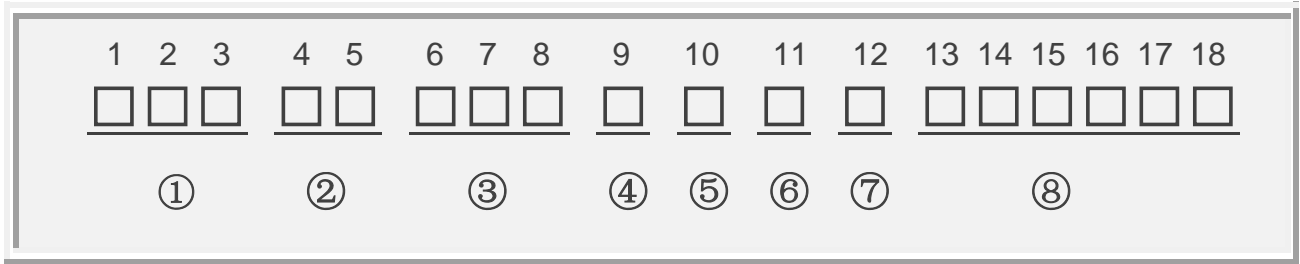 1 2 3 4 5 6 7 8 9 10 11 12 13 14 15 16 17 18
□□□ □□ □□□ □ □ □ □ □□□□□□
① ② ③ ④ ⑤ ⑥ ⑦ ⑧